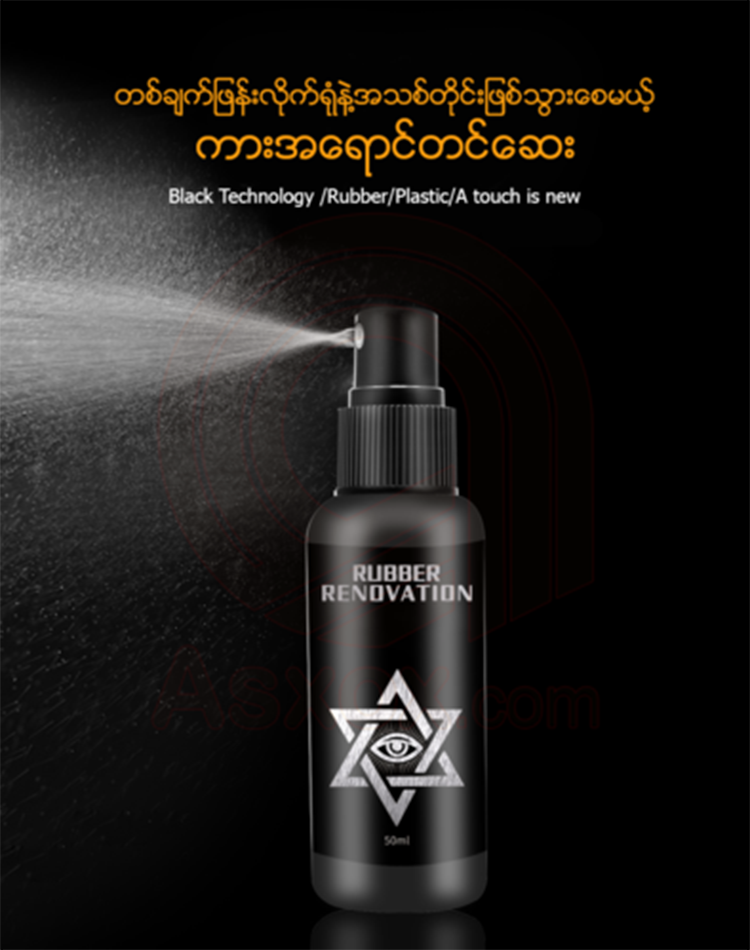 တစ်ချက်ဖြန်းလိုက်ရုံနဲ့အသစ်တိုင်းဖြစ်သွားစေမယ့်
ကားအရောင်တင်ဆေး
Black Technology /Rubber/Plastic/A touch is new
RUBBER
RENOVATION
50ml